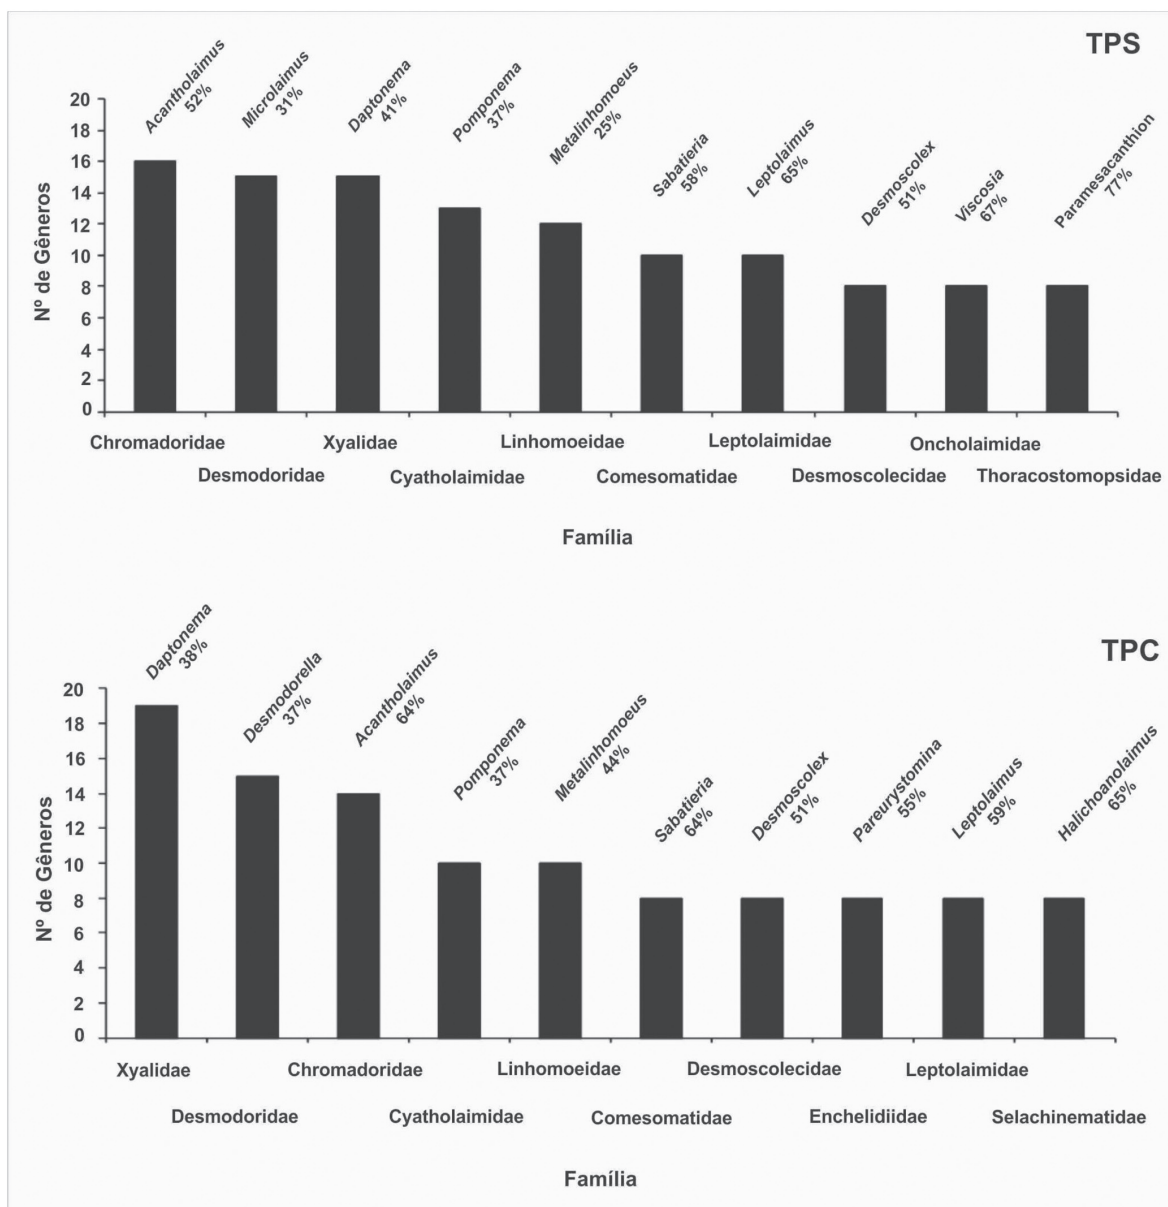 TPS
Acantholaimus
52%
Microlaimus
31%
Daptonema
41%
Pomponema
37%
Metalinhomoeus
25%
Sabatieria
58%
Leptolaimus
65%
Desmoscolex
51%
Viscosia
67%
Paramesacanthion
77%
Nº de Gêneros
20
18
16
14
12
10
8
6
4
2
0
Chromadoridae
Desmodoridae
Xyalidae
Cyatholaimidae
Linhomoeidae
Comesomatidae
Leptolaimidae
Desmoscolecidae
Oncholaimidae
Thoracostomopsidae
Família
TPC
Daptonema
38%
Desmodorella
37%
Acantholaimus
64%
Pomponema
37%
Metalinhomoeus
44%
Sabatieria
64%
Desmoscolex
51%
Pareurystomina
55%
Leptolaimus
59%
Halichoanolaimus
65%
Nº de Gêneros
20
18
16
14
12
10
8
6
4
2
0
Xyalidae
Desmodoridae
Chromadoridae
Cyatholaimidae
Linhomoeidae
Comesomatidae
Desmoscolecidae
Enchelidiidae
Leptolaimidae
Selachinematidae
Família